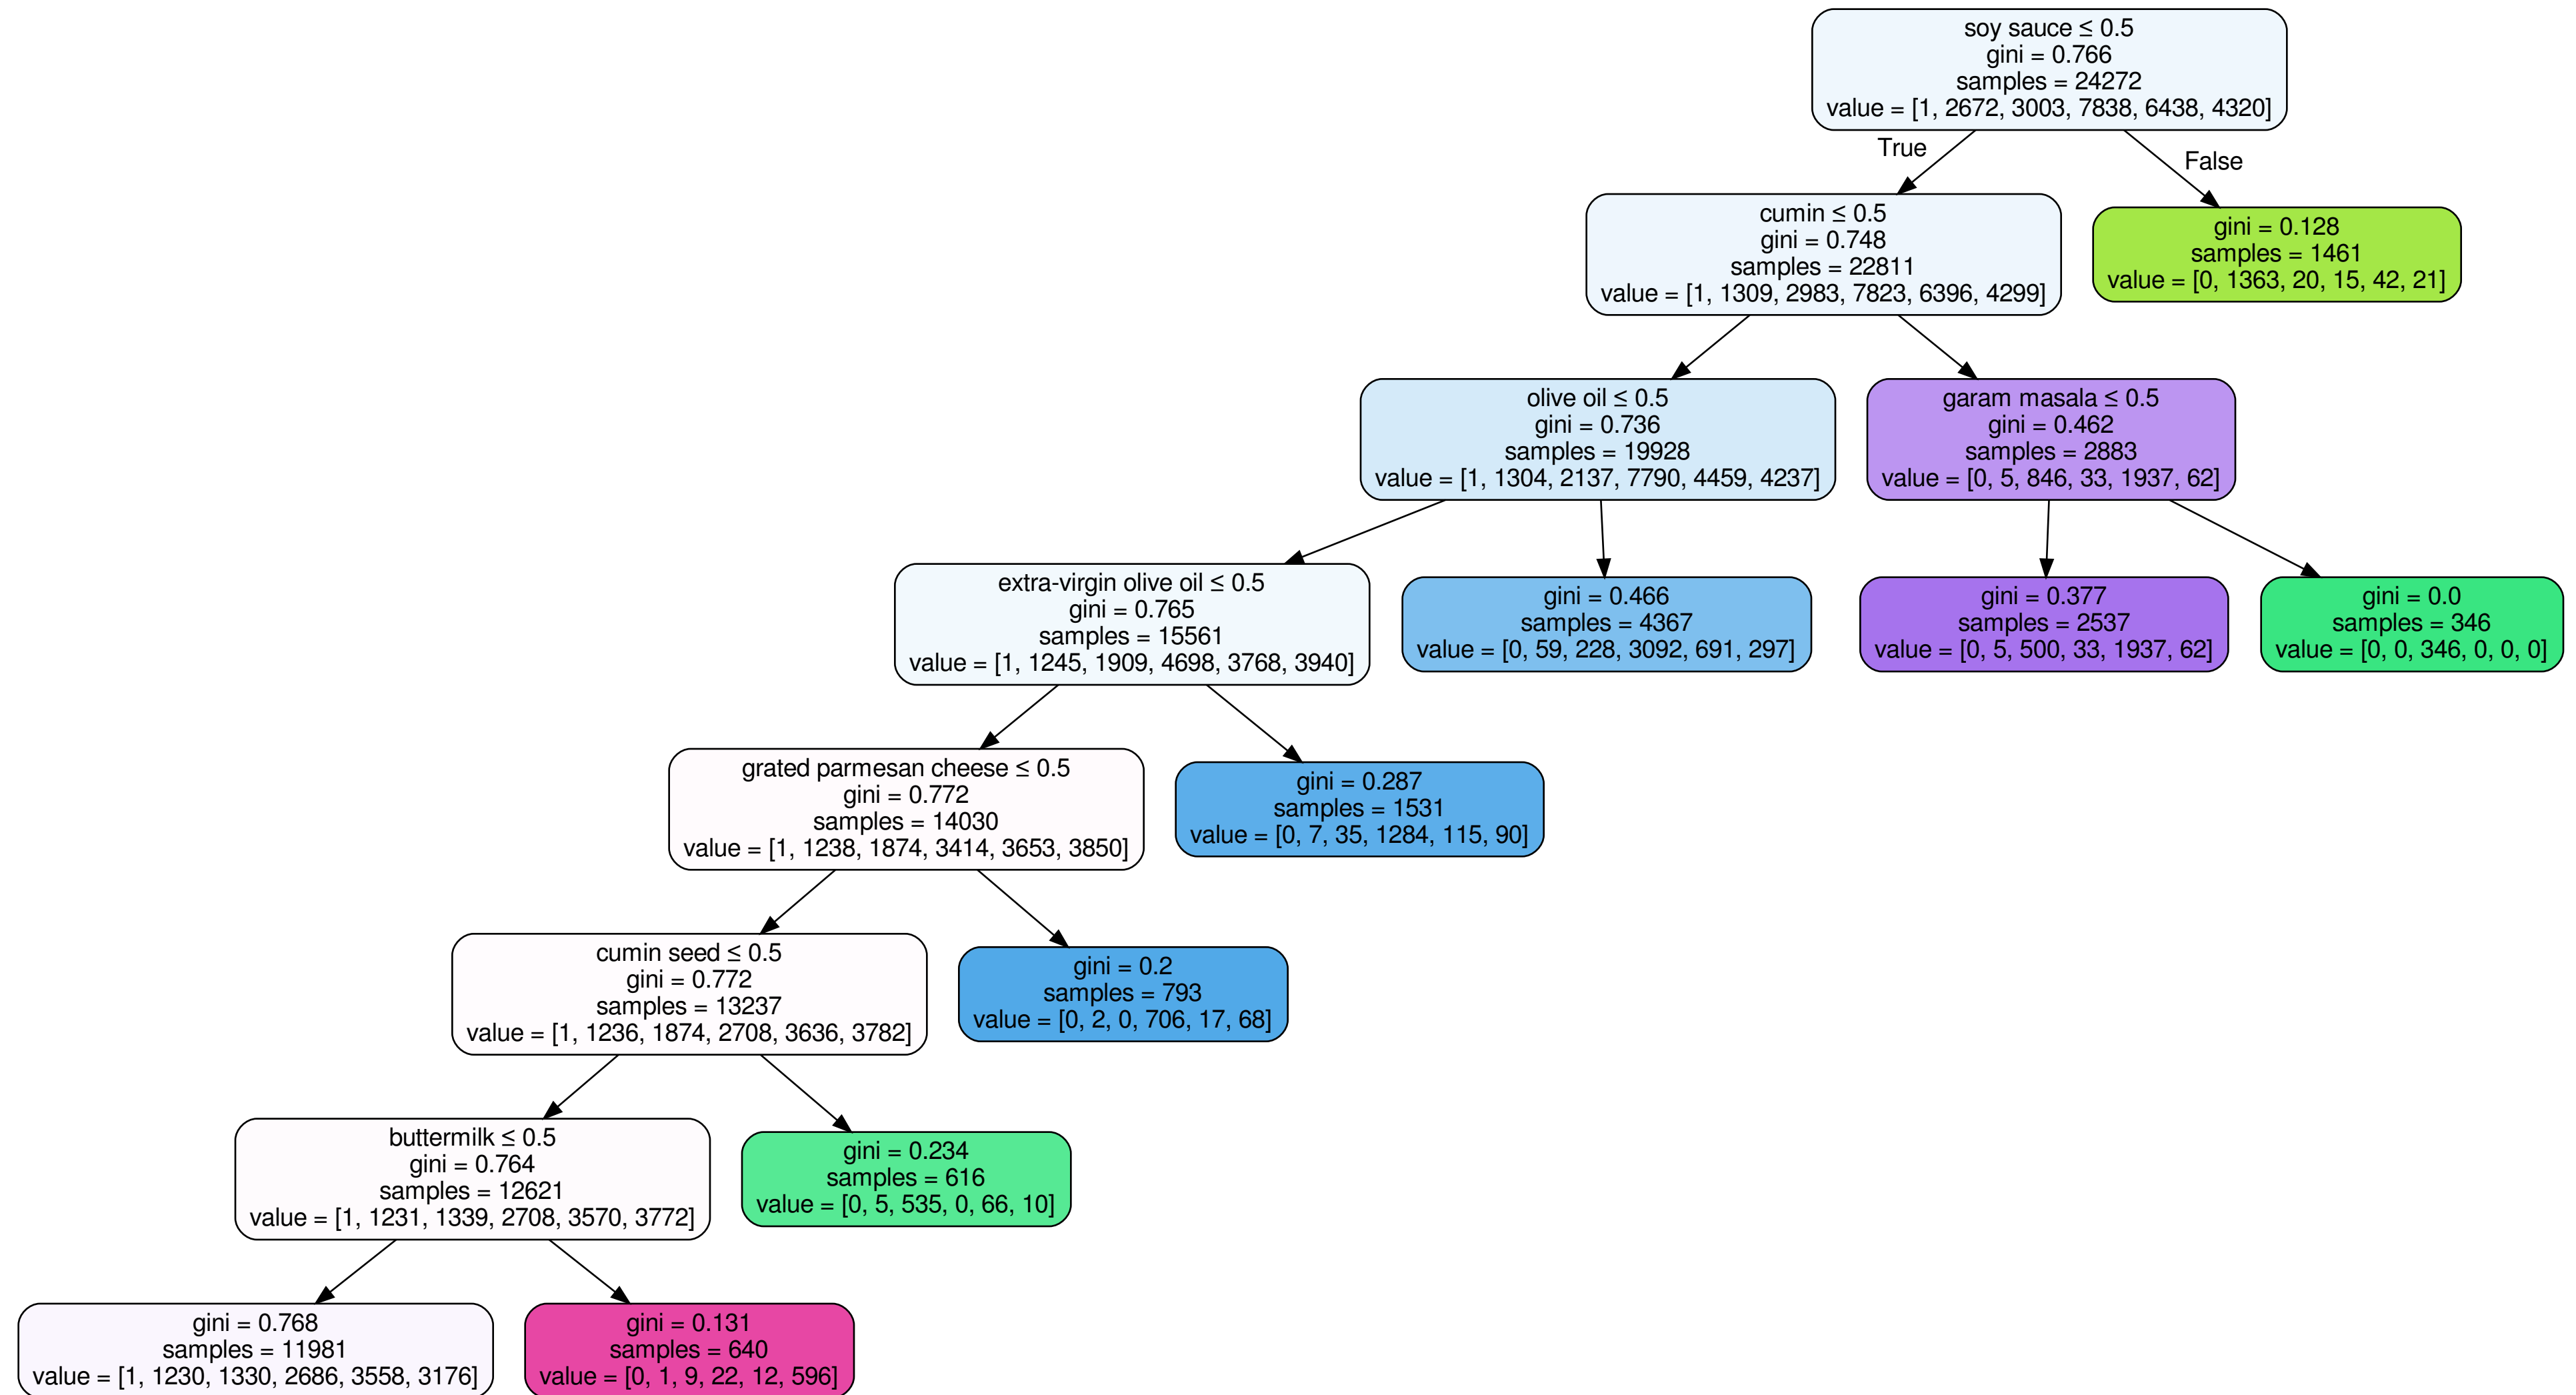 soy sauce ≤ 0.5
gini = 0.766
samples = 24272
value = [1, 2672, 3003, 7838, 6438, 4320]
True
False
cumin ≤ 0.5
gini = 0.748
samples = 22811
value = [1, 1309, 2983, 7823, 6396, 4299]
gini = 0.128
samples = 1461
value = [0, 1363, 20, 15, 42, 21]
olive oil ≤ 0.5
gini = 0.736
samples = 19928
value = [1, 1304, 2137, 7790, 4459, 4237]
garam masala ≤ 0.5
gini = 0.462
samples = 2883
value = [0, 5, 846, 33, 1937, 62]
extra-virgin olive oil ≤ 0.5
gini = 0.765
samples = 15561
value = [1, 1245, 1909, 4698, 3768, 3940]
gini = 0.466
samples = 4367
value = [0, 59, 228, 3092, 691, 297]
gini = 0.377
samples = 2537
value = [0, 5, 500, 33, 1937, 62]
gini = 0.0
samples = 346
value = [0, 0, 346, 0, 0, 0]
grated parmesan cheese ≤ 0.5
gini = 0.772
samples = 14030
value = [1, 1238, 1874, 3414, 3653, 3850]
gini = 0.287
samples = 1531
value = [0, 7, 35, 1284, 115, 90]
cumin seed ≤ 0.5
gini = 0.772
samples = 13237
value = [1, 1236, 1874, 2708, 3636, 3782]
gini = 0.2
samples = 793
value = [0, 2, 0, 706, 17, 68]
buttermilk ≤ 0.5
gini = 0.764
samples = 12621
value = [1, 1231, 1339, 2708, 3570, 3772]
gini = 0.234
samples = 616
value = [0, 5, 535, 0, 66, 10]
gini = 0.768
samples = 11981
value = [1, 1230, 1330, 2686, 3558, 3176]
gini = 0.131
samples = 640
value = [0, 1, 9, 22, 12, 596]